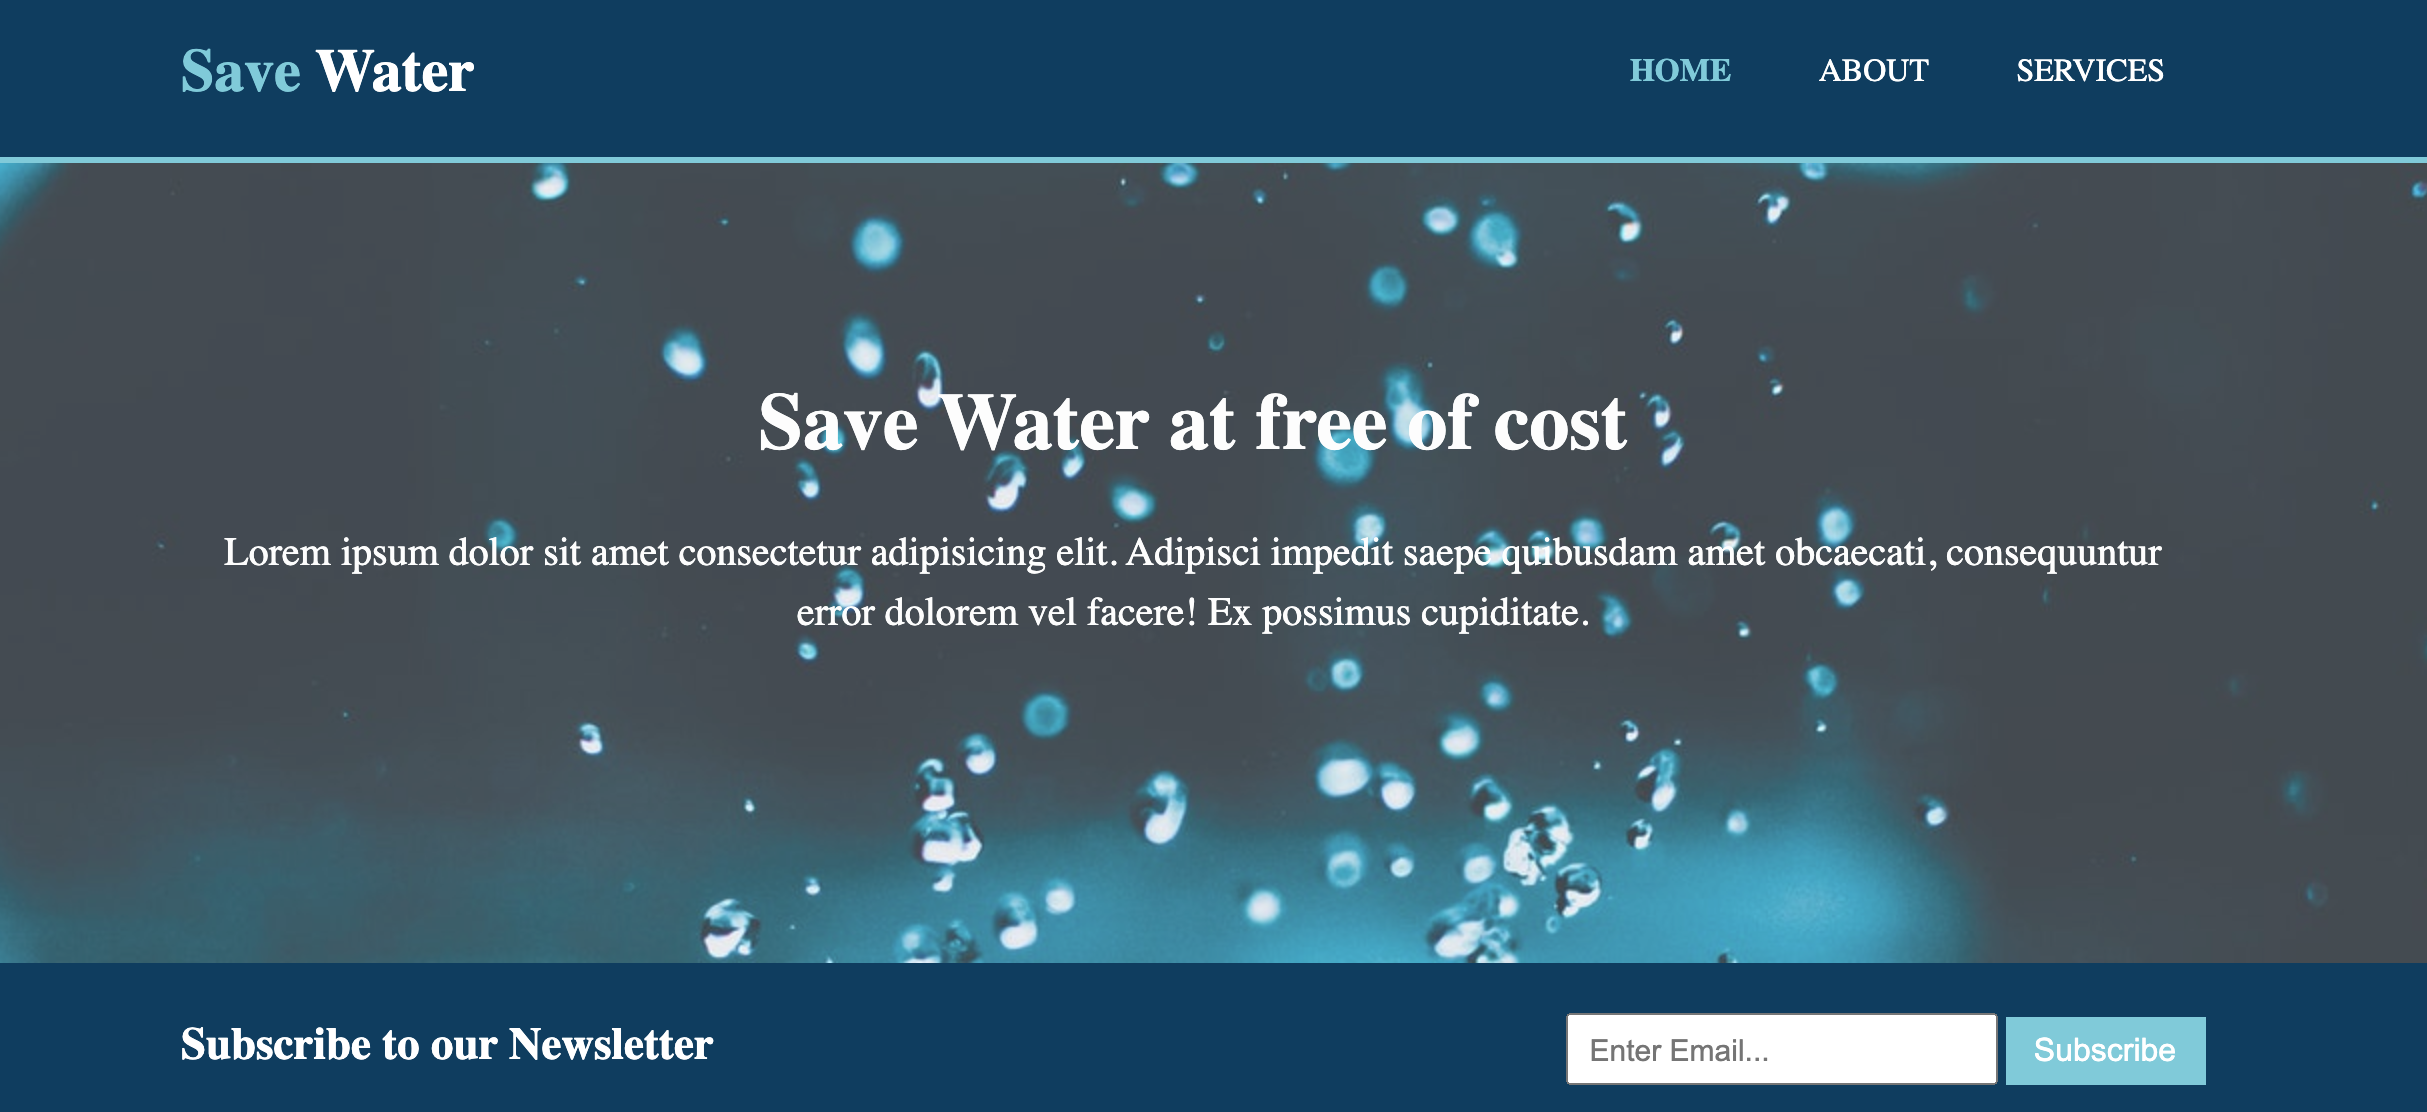 Save Water
HOME ABOUT SERVICES
Save Water at free of cost
Lorem ipsum dolor sit amet consectetur adipisicing elit. Adipisci impedit saepe quibusdam amet obcaecati, consequuntur
error dolorem vel facere! Ex possimus cupiditate.
Subscribe to our Newsletter
Enter Email...
Subscribe